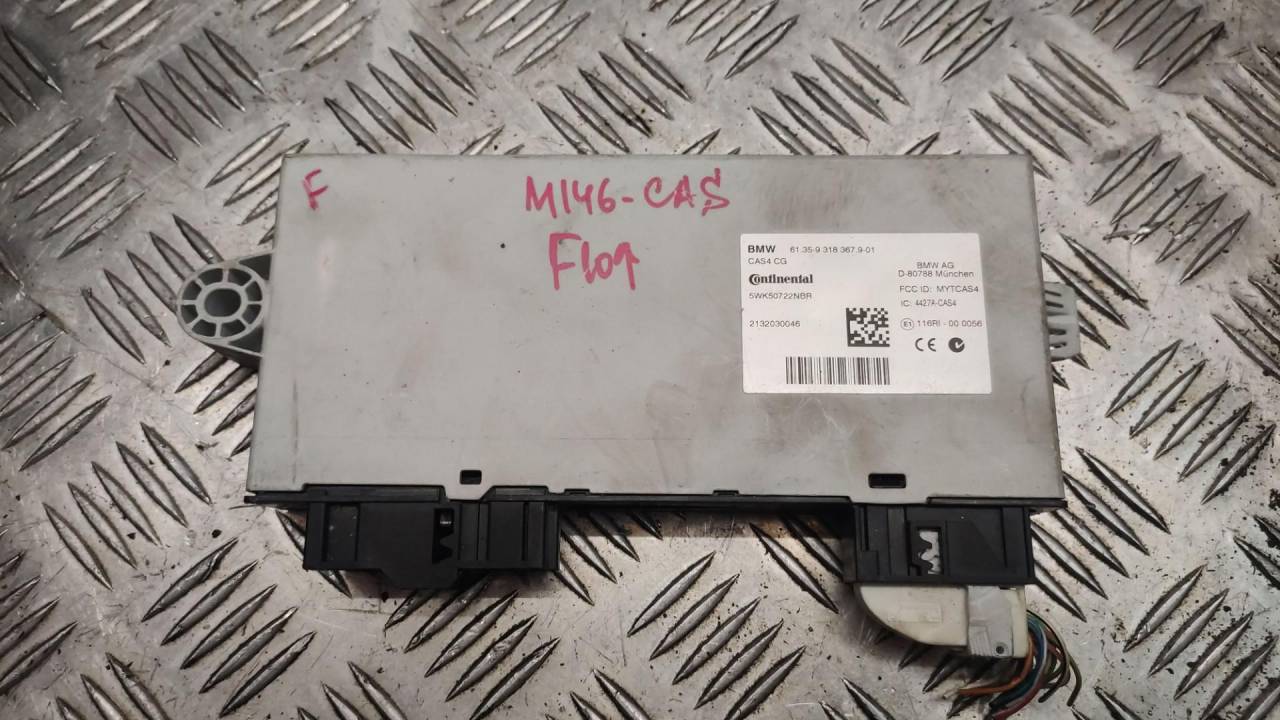 F
M146-CAS
F10g
BMW 61.35-9 318 367.9-01
CAS4 CG
BMW AG
D-80788 München
Continental
FCC ID: MYTCAS4
5WK50722NBR
IC: 4427A-CAS4
2132030046
E1 116RI - 00 0056
CE